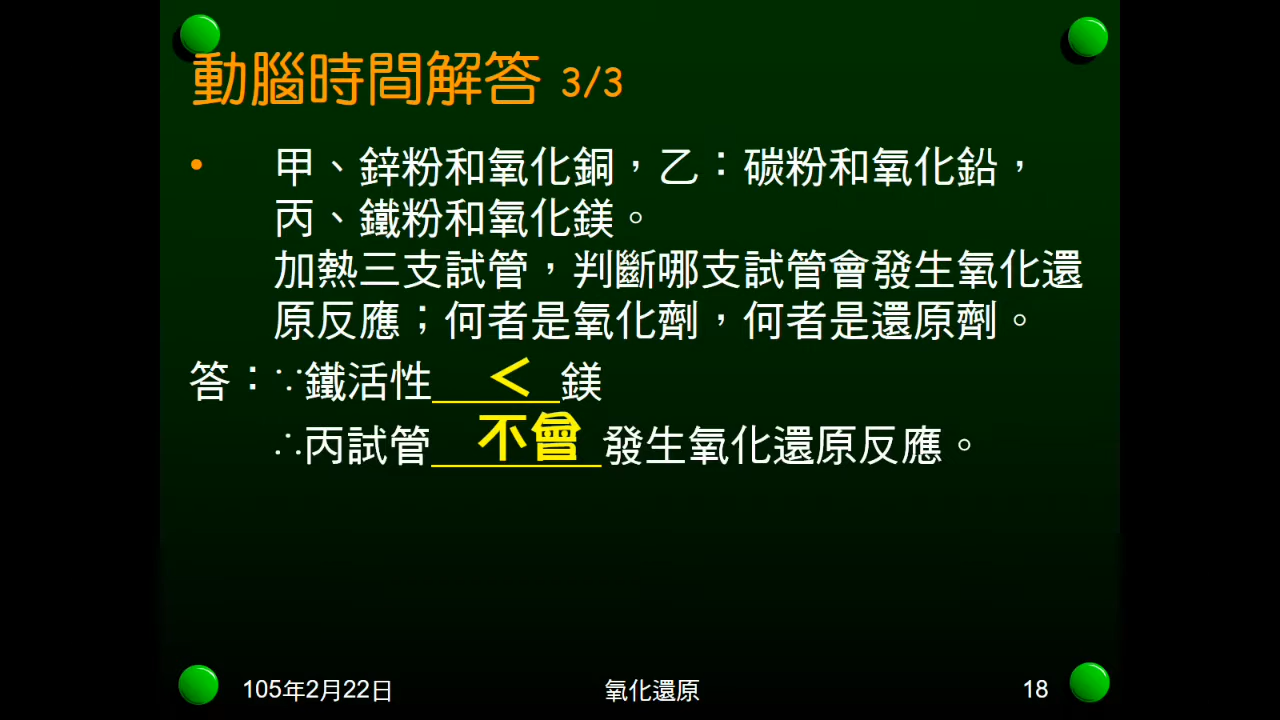 動腦時間解答 3/3
• 甲、鋅粉和氧化銅，乙：碳粉和氧化鉛，
丙、鐵粉和氧化鎂。
加熱三支試管，判斷哪支試管會發生氧化還
原反應；何者是氧化劑，何者是還原劑。
答：∵鐵活性＜鎂
∴丙試管不會發生氧化還原反應。
105年2月22日 氧化還原 18